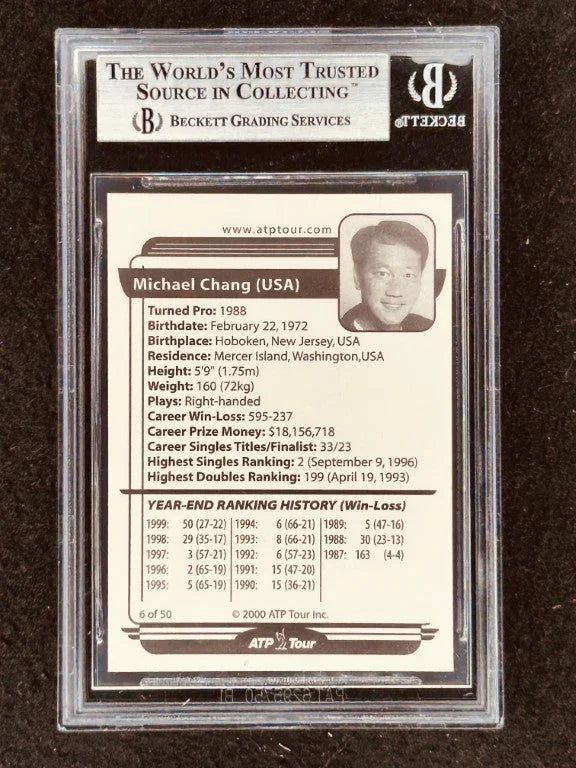 THE WORLD'S MOST TRUSTED
SOURCE IN COLLECTING™
B BECKETT GRADING SERVICES
B
BECKETT®
www.atptour.com
Michael Chang (USA)
Turned Pro: 1988
Birthdate: February 22, 1972
Birthplace: Hoboken, New Jersey, USA
Residence: Mercer Island, Washington,USA
Height: 5'9" (1.75m)
Weight: 160 (72kg)
Plays: Right-handed
Career Win-Loss: 595-237
Career Prize Money: $18,156,718
Career Singles Titles/Finalist: 33/23
Highest Singles Ranking: 2 (September 9, 1996)
Highest Doubles Ranking: 199 (April 19, 1993)
YEAR-END RANKING HISTORY (Win-Loss)
1999: 50 (27-22) 1994: 6 (66-21) 1989: 5 (47-16)
1998: 29 (35-17) 1993: 8 (66-21) 1988: 30 (23-13)
1997: 3 (57-21) 1992: 6 (57-23) 1987: 163 (4-4)
1996: 2 (65-19) 1991: 15 (47-20)
1995: 5 (65-19) 1990: 15 (36-21)
6 of 50 © 2000 ATP Tour Inc.
ATP Tour